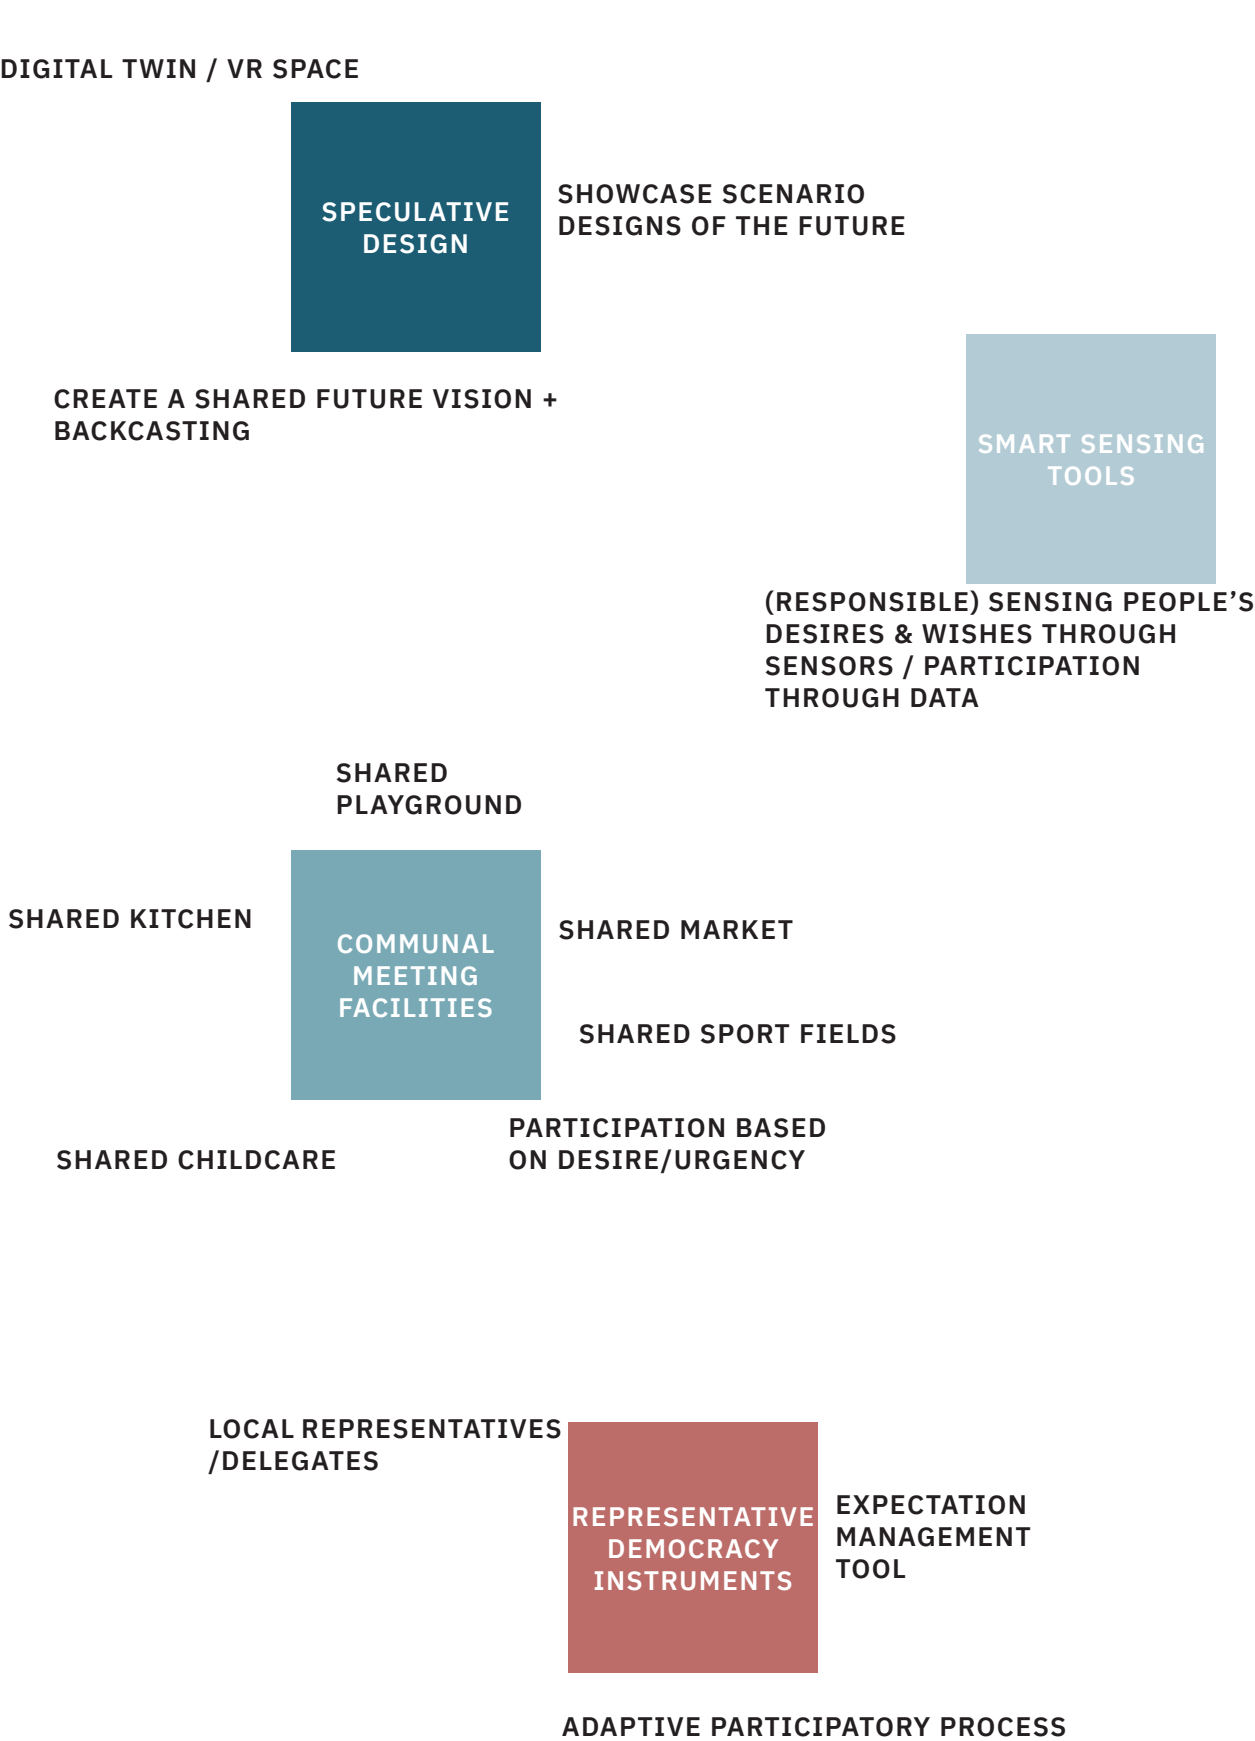 DIGITAL TWIN / VR SPACE
SPECULATIVE
DESIGN
SHOWCASE SCENARIO
DESIGNS OF THE FUTURE
CREATE A SHARED FUTURE VISION +
BACKCASTING
SMART SENSING
TOOLS
(RESPONSIBLE) SENSING PEOPLE’S
DESIRES & WISHES THROUGH
SENSORS / PARTICIPATION
THROUGH DATA
SHARED
PLAYGROUND
SHARED KITCHEN
COMMUNAL
MEETING
FACILITIES
SHARED MARKET
SHARED SPORT FIELDS
SHARED CHILDCARE
PARTICIPATION BASED
ON DESIRE/URGENCY
LOCAL REPRESENTATIVES
/DELEGATES
REPRESENTATIVE
DEMOCRACY
INSTRUMENTS
EXPECTATION
MANAGEMENT
TOOL
ADAPTIVE PARTICIPATORY PROCESS